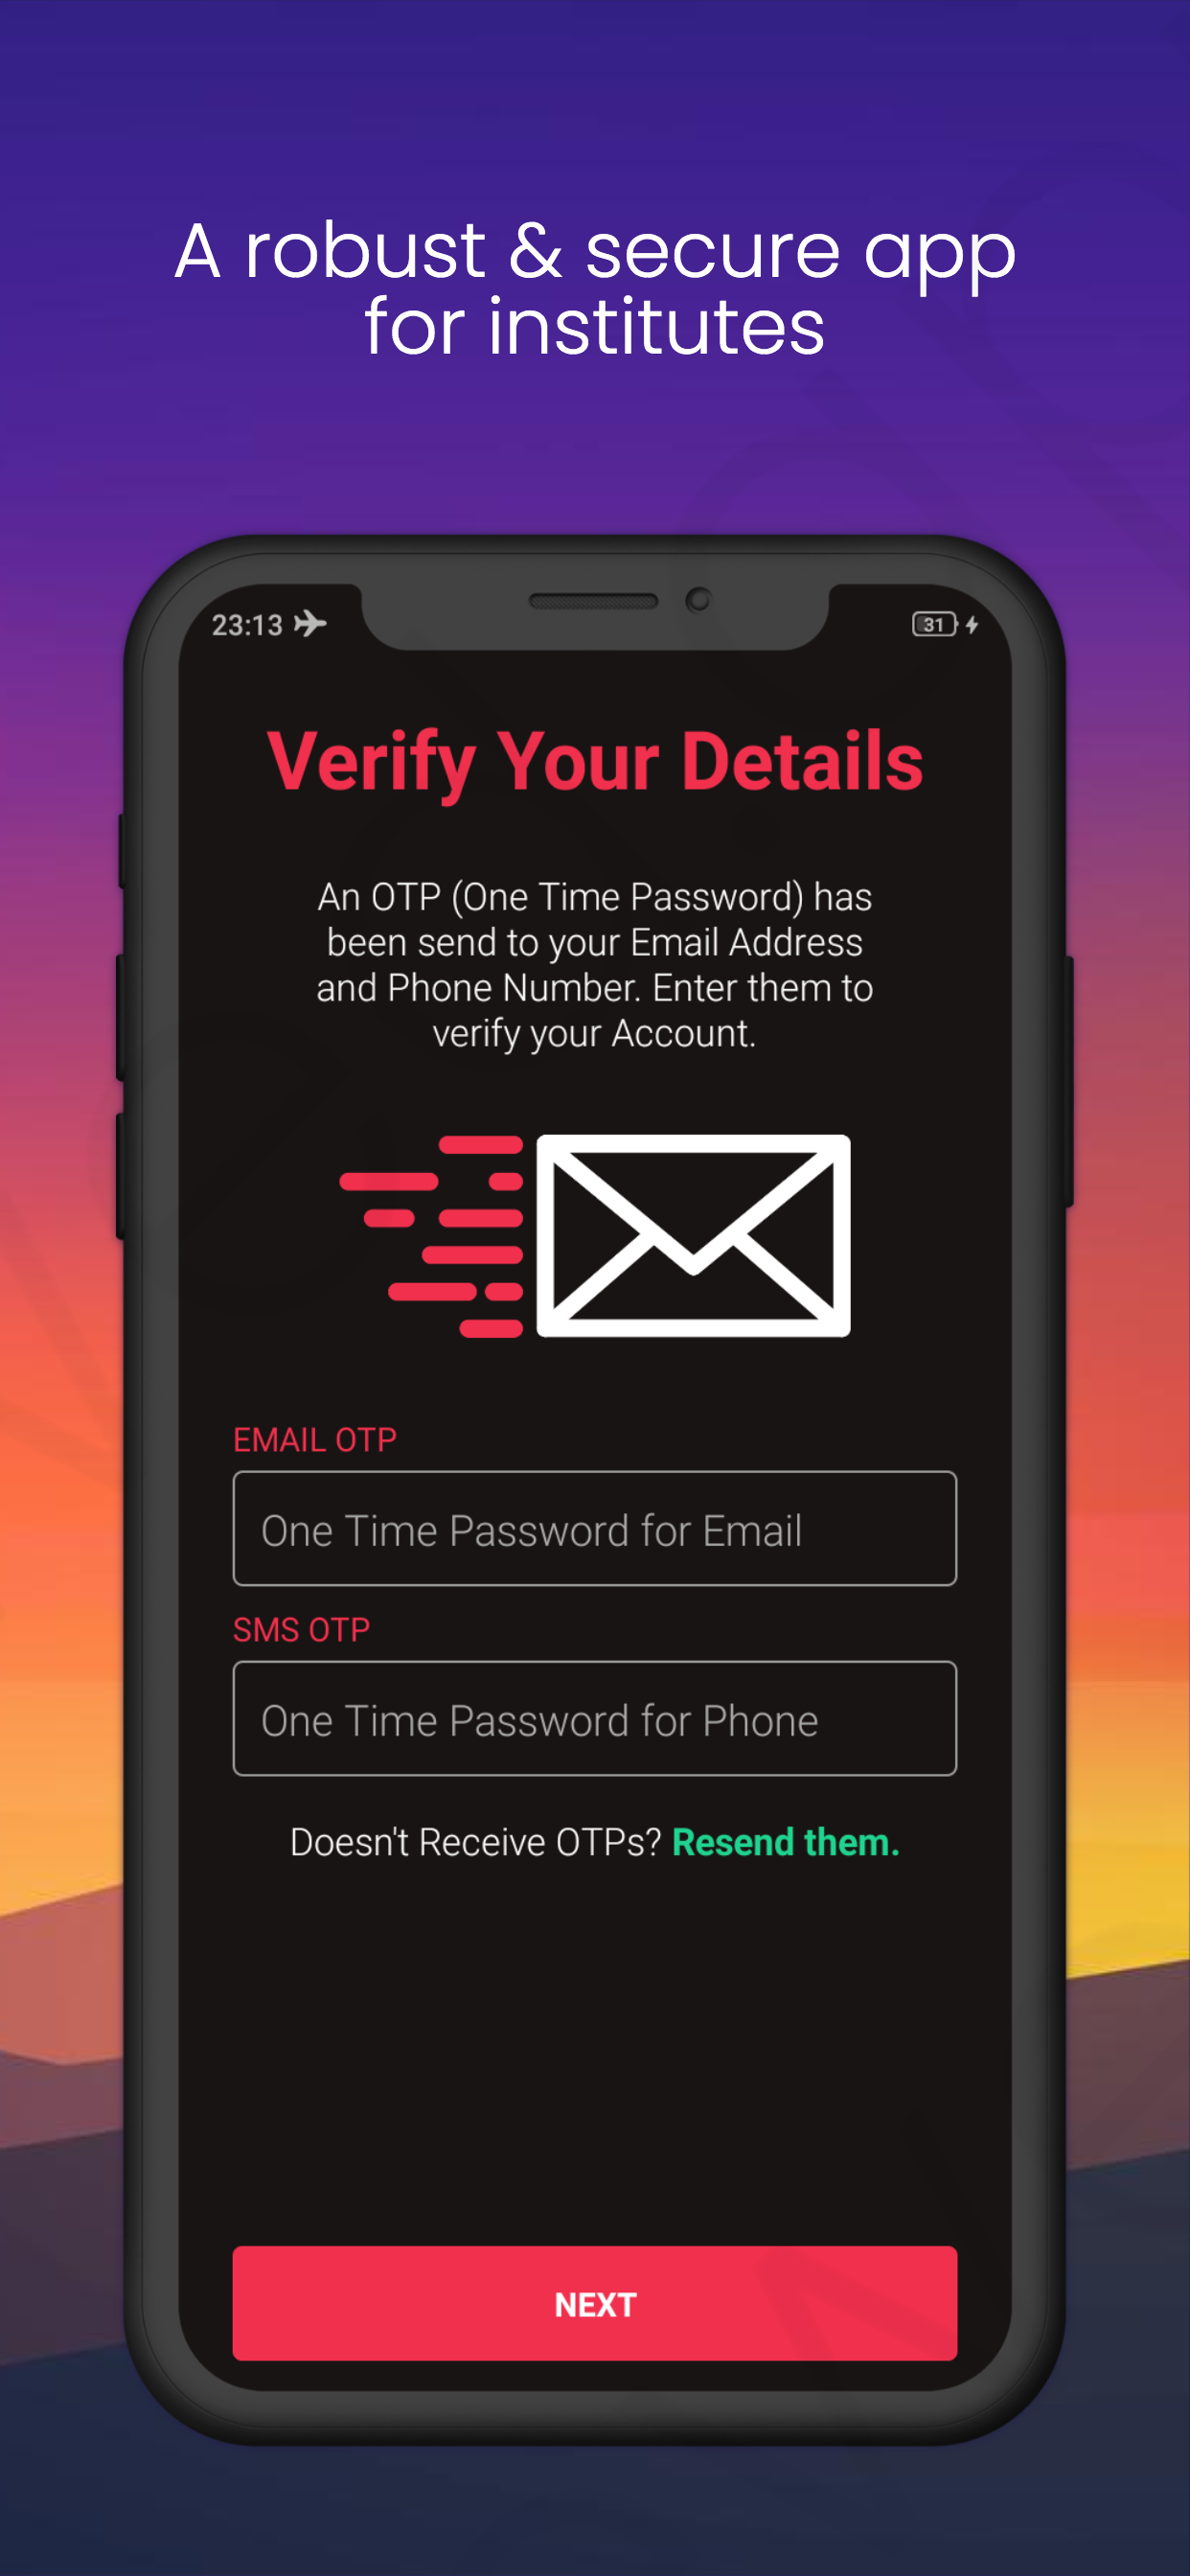 A robust & secure app
for institutes
23:13
31
Verify Your Details
An OTP (One Time Password) has
been send to your Email Address
and Phone Number. Enter them to
verify your Account.
EMAIL OTP
One Time Password for Email
SMS OTP
One Time Password for Phone
Doesn't Receive OTPs? Resend them.
NEXT